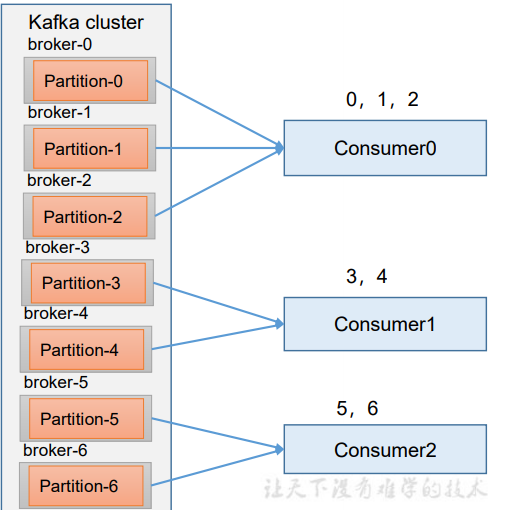 Kafka cluster
broker-0
Partition-0
broker-1
Partition-1
broker-2
Partition-2
broker-3
Partition-3
broker-4
Partition-4
broker-5
Partition-5
broker-6
Partition-6
0，1，2
Consumer0
3，4
Consumer1
5，6
Consumer2
让天下没有难学的技术